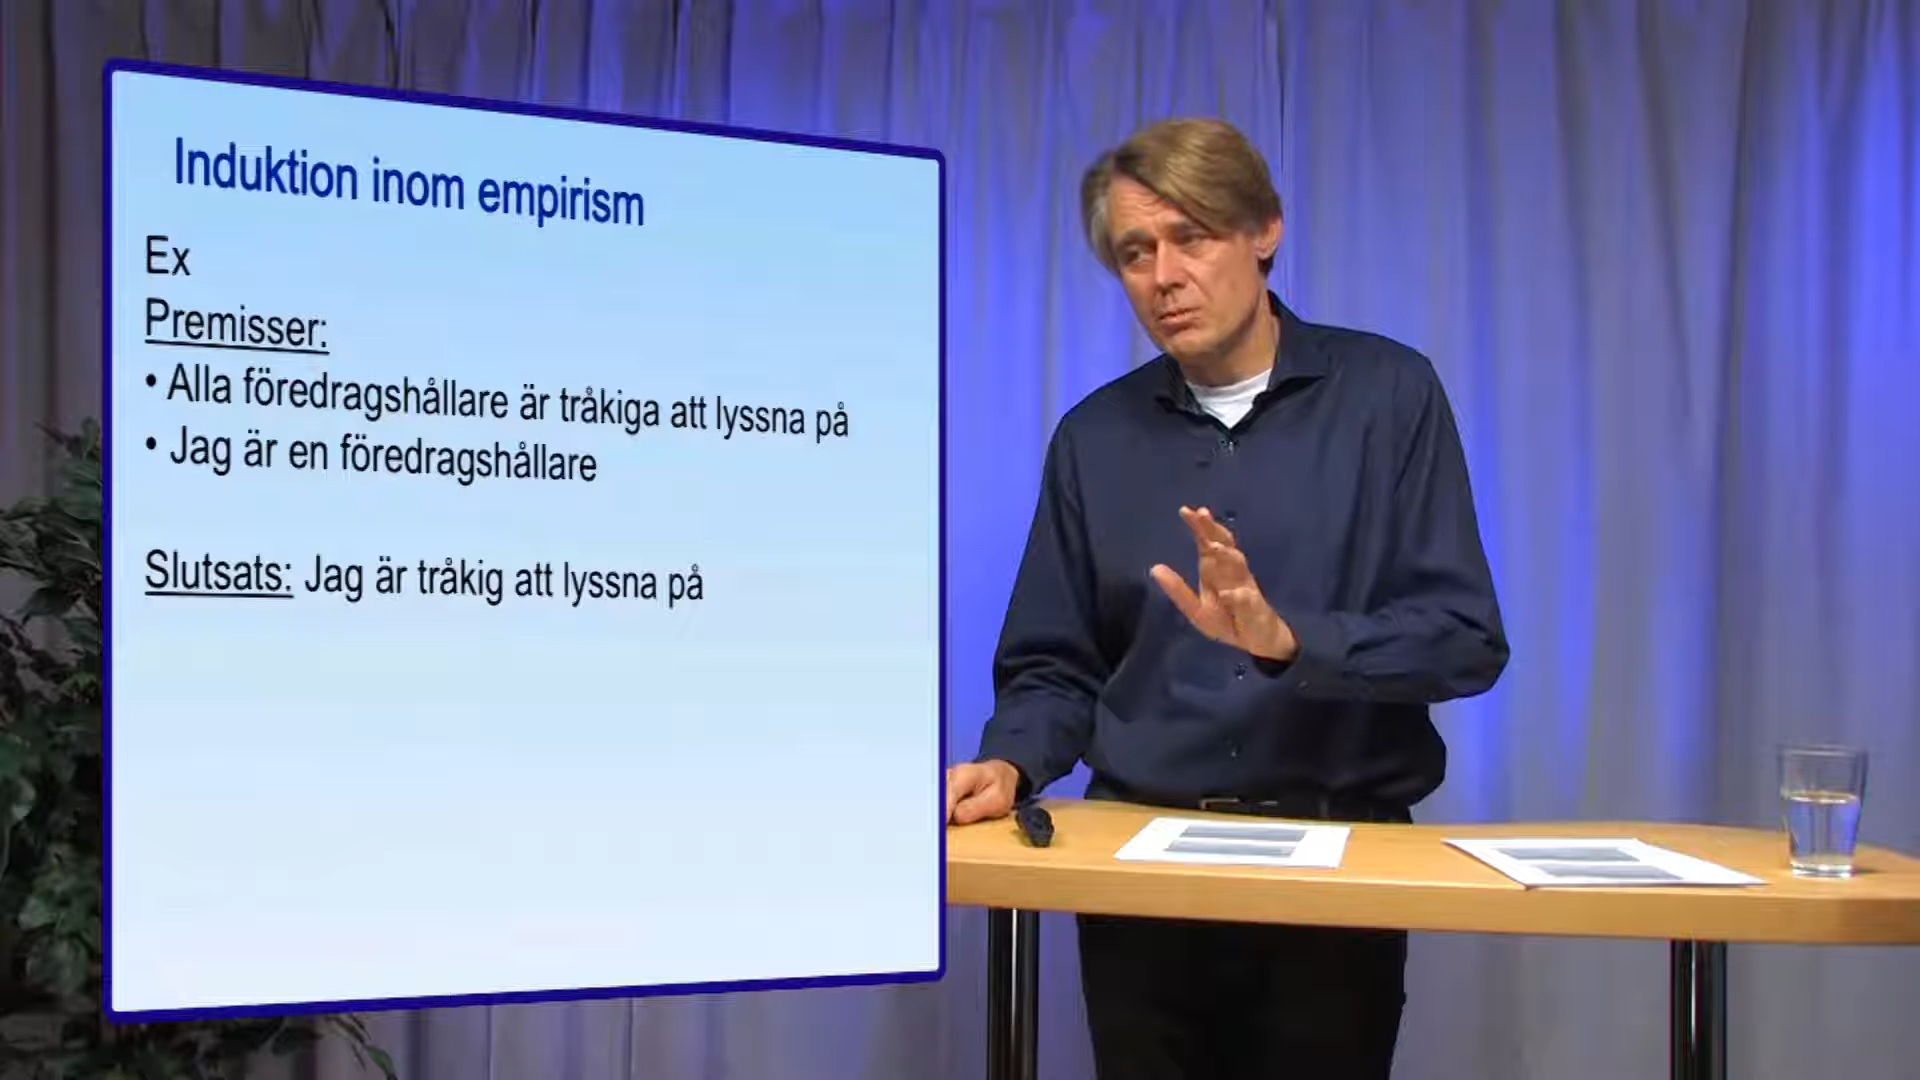 Induktion inom empirism
Ex
Premisser:
• Alla föredragshållare är tråkiga att lyssna på
• Jag är en föredragshållare
Slutsats: Jag är tråkig att lyssna på